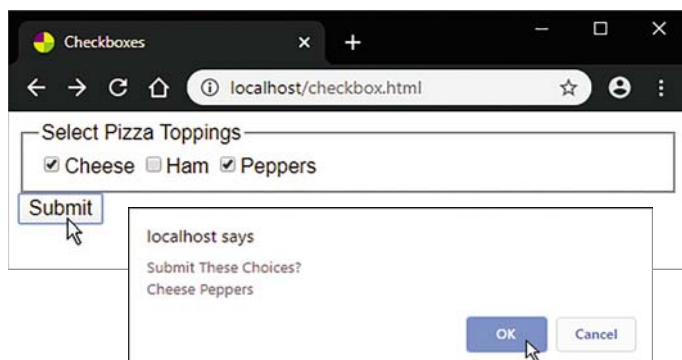 Checkboxes
localhost/checkbox.html
Select Pizza Toppings
Cheese Ham Peppers
Submit
localhost says
Submit These Choices?
Cheese Peppers
OK Cancel